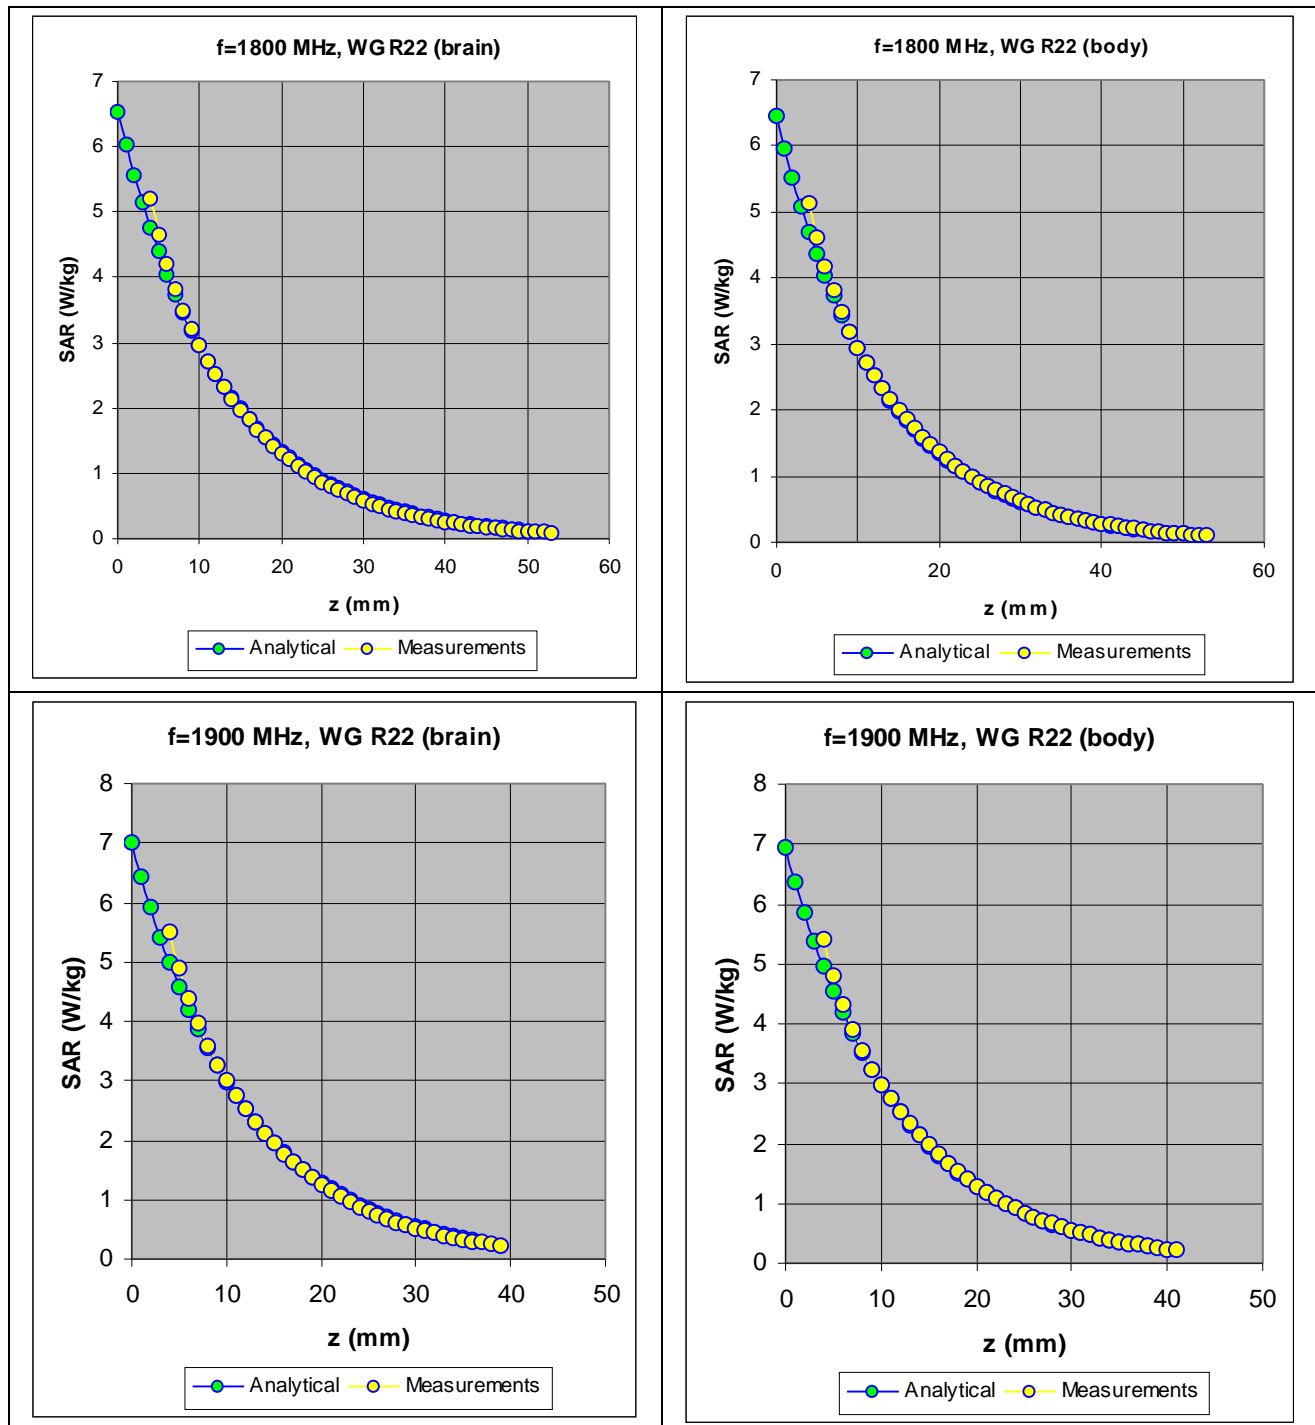 f=1800 MHz, WG R22 (brain)
7
6
5
4
3
2
1
0
SAR (W/kg)
0 10 20 30 40 50 60
z (mm)
Analytical Measurements
f=1800 MHz, WG R22 (body)
7
6
5
4
3
2
1
0
SAR (W/kg)
0 20 40 60
z (mm)
Analytical Measurements
f=1900 MHz, WG R22 (brain)
8
7
6
5
4
3
2
1
0
SAR (W/kg)
0 10 20 30 40 50
z (mm)
Analytical Measurements
f=1900 MHz, WG R22 (body)
8
7
6
5
4
3
2
1
0
SAR (W/kg)
0 10 20 30 40 50
z (mm)
Analytical Measurements